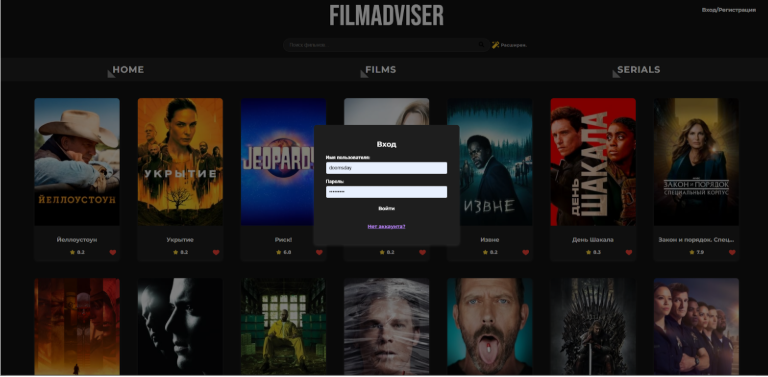 FILMADVISER
Вход/Регистрация
Поиск фильмов
Расширен.
HOME
FILMS
SERIALS
ЙЕЛЛОУСТОУН
УКРЫТИЕ
JEOPARDY
ИЗВНЕ
ДЕНЬ ШАКАЛА
ЗАКОН и ПОРЯДОК
СПЕЦИАЛЬНЫЙ КОРПУС
Вход
Имя пользователя:
doomsday
Пароль:
Войти
Нет аккаунта?
Йеллоустоун
Укрытие
Риск!
Извне
День Шакала
Закон и порядок. Спец...
8.2
8.2
6.8
8.2
8.2
8.3
7.9